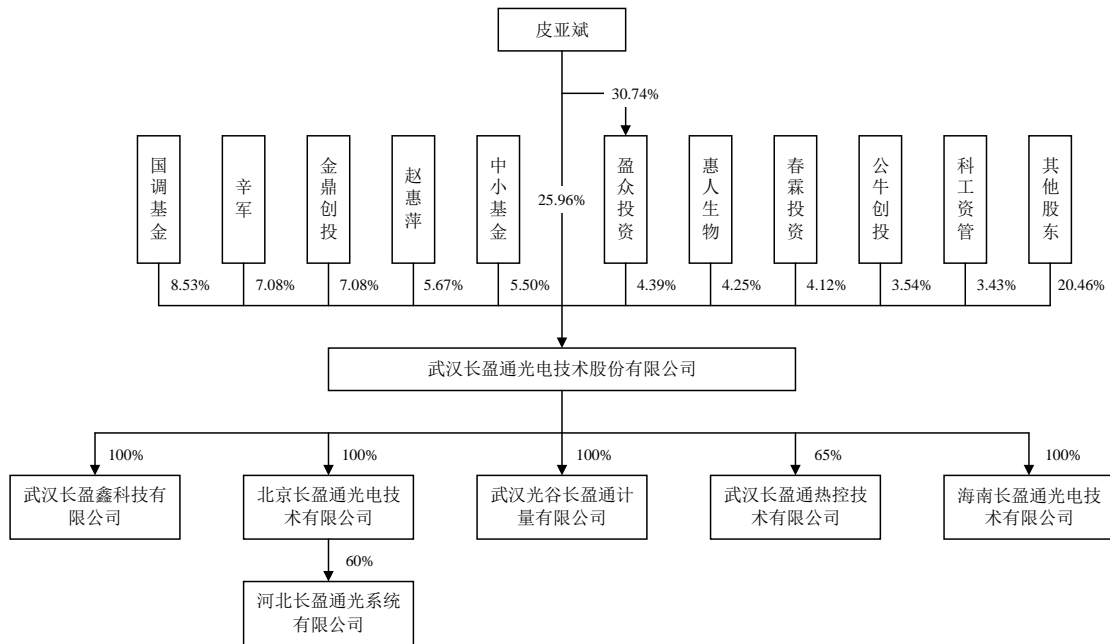 皮亚斌
30.74%
国调基金
辛军
金鼎创投
赵惠萍
中小基金
25.96%
盈众投资
惠人生物
春霖投资
公牛创投
科工资管
其他股东
8.53%
7.08%
7.08%
5.67%
5.50%
4.39%
4.25%
4.12%
3.54%
3.43%
20.46%
武汉长盈通光电技术股份有限公司
100%
100%
100%
65%
100%
武汉长盈鑫科技有
限公司
北京长盈通光电技
术有限公司
武汉光谷长盈通计
量有限公司
武汉长盈通热控技
术有限公司
海南长盈通光电技
术有限公司
60%
河北长盈通光系统
有限公司